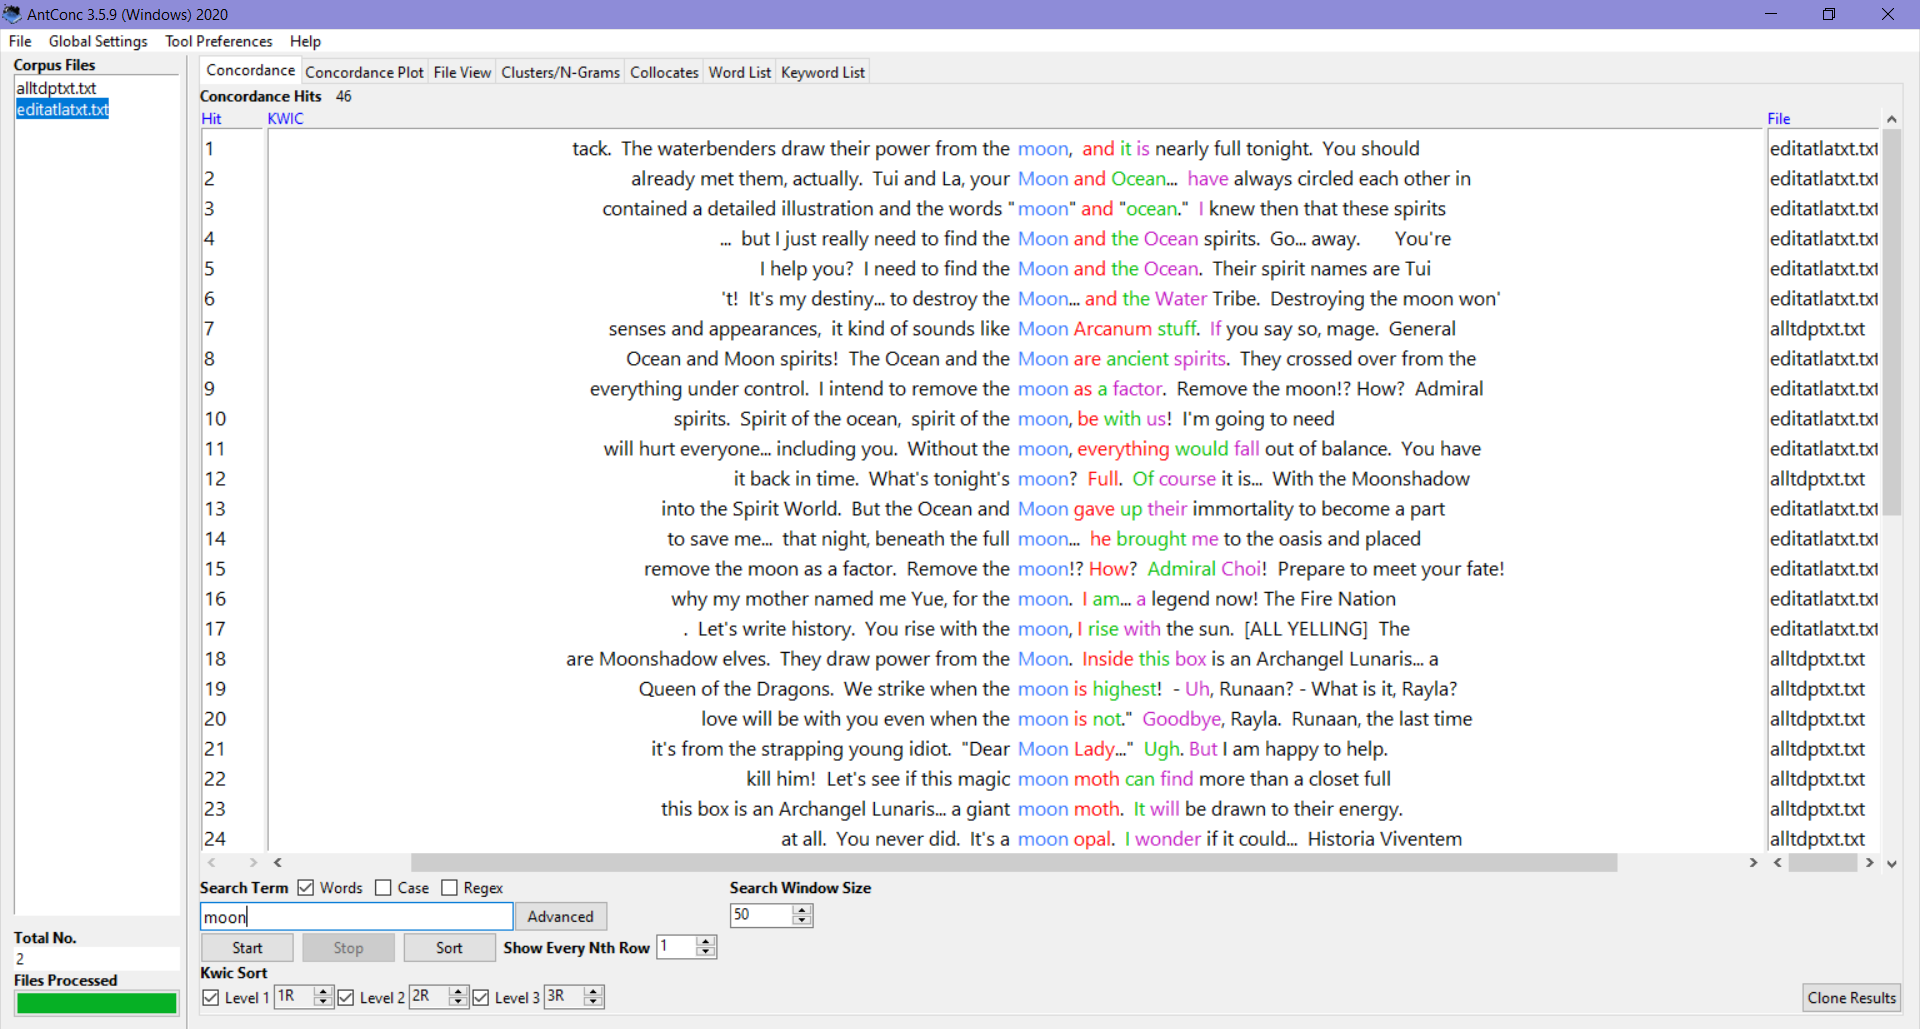 AntConc 3.5.9 (Windows) 2020
File Global Settings Tool Preferences Help
Corpus Files
alltdptxt.txt
editatlatxt.txt
Total No.
2
Files Processed
Concordance Concordance Plot File View Clusters/N-Grams Collocates Word List Keyword List
Concordance Hits 46
Hit KWIC File
1 tack. The waterbenders draw their power from the moon, and it is nearly full tonight. You should editatlatxt.txt
2 already met them, actually. Tui and La, your Moon and Ocean... have always circled each other in editatlatxt.txt
3 contained a detailed illustration and the words "moon" and "ocean." I knew then that these spirits editatlatxt.txt
4 ... but I just really need to find the Moon and the Ocean spirits. Go... away. You're editatlatxt.txt
5 I help you? I need to find the Moon and the Ocean. Their spirit names are Tui editatlatxt.txt
6 't! It's my destiny... to destroy the Moon... and the Water Tribe. Destroying the moon won' editatlatxt.txt
7 senses and appearances, it kind of sounds like Moon Arcanum stuff. If you say so, mage. General alltdptxt.txt
8 Ocean and Moon spirits! The Ocean and the Moon are ancient spirits. They crossed over from the editatlatxt.txt
9 everything under control. I intend to remove the moon as a factor. Remove the moon!? How? Admiral editatlatxt.txt
10 spirits. Spirit of the ocean, spirit of the moon, be with us! I'm going to need editatlatxt.txt
11 will hurt everyone... including you. Without the moon, everything would fall out of balance. You have editatlatxt.txt
12 it back in time. What's tonight's moon? Full. Of course it is... With the Moonshadow alltdptxt.txt
13 into the Spirit World. But the Ocean and Moon gave up their immortality to become a part editatlatxt.txt
14 to save me... that night, beneath the full moon... he brought me to the oasis and placed editatlatxt.txt
15 remove the moon as a factor. Remove the moon!? How? Admiral Choi! Prepare to meet your fate! editatlatxt.txt
16 why my mother named me Yue, for the moon. I am... a legend now! The Fire Nation editatlatxt.txt
17 . Let's write history. You rise with the moon, I rise with the sun. [ALL YELLING] The editatlatxt.txt
18 are Moonshadow elves. They draw power from the Moon. Inside this box is an Archangel Lunaris... a alltdptxt.txt
19 Queen of the Dragons. We strike when the moon is highest! - Uh, Runaan? - What is it, Rayla? alltdptxt.txt
20 love will be with you even when the moon is not." Goodbye, Rayla. Runaan, the last time alltdptxt.txt
21 it's from the strapping young idiot. "Dear Moon Lady..." Ugh. But I am happy to help. alltdptxt.txt
22 kill him! Let's see if this magic moon moth can find more than a closet full alltdptxt.txt
23 this box is an Archangel Lunaris... a giant moon moth. It will be drawn to their energy. alltdptxt.txt
24 at all. You never did. It's a moon opal. I wonder if it could... Historia Viventem alltdptxt.txt
Search Term Words Case Regex Search Window Size
moon Advanced 50
Start Stop Sort Show Every Nth Row 1
Kwic Sort
Level 1 1R Level 2 2R Level 3 3R Clone Results